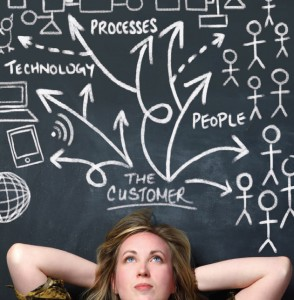 PROCESSES
TECHNOLOGY
PEOPLE
THE
CUSTOMER